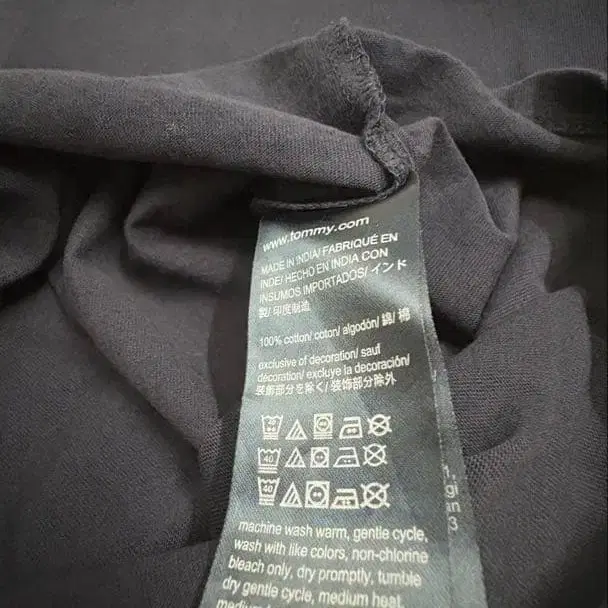 www.tommy.com
MADE IN INDIA/ FABRIQUÉ EN
INDE/ HECHO EN INDIA CON
INSUMOS IMPORTADOS/ インド
製/ 印度制造
100% cotton/ coton/ algodón/ 綿/ 棉
exclusive of decoration/ sauf
décoration/ excluye la decoración/
装飾部分を除く/ 装饰部分除外
40
40
machine wash warm, gentle cycle,
wash with like colors, non-chlorine
bleach only, dry promptly, tumble
dry gentle cycle, medium heat,